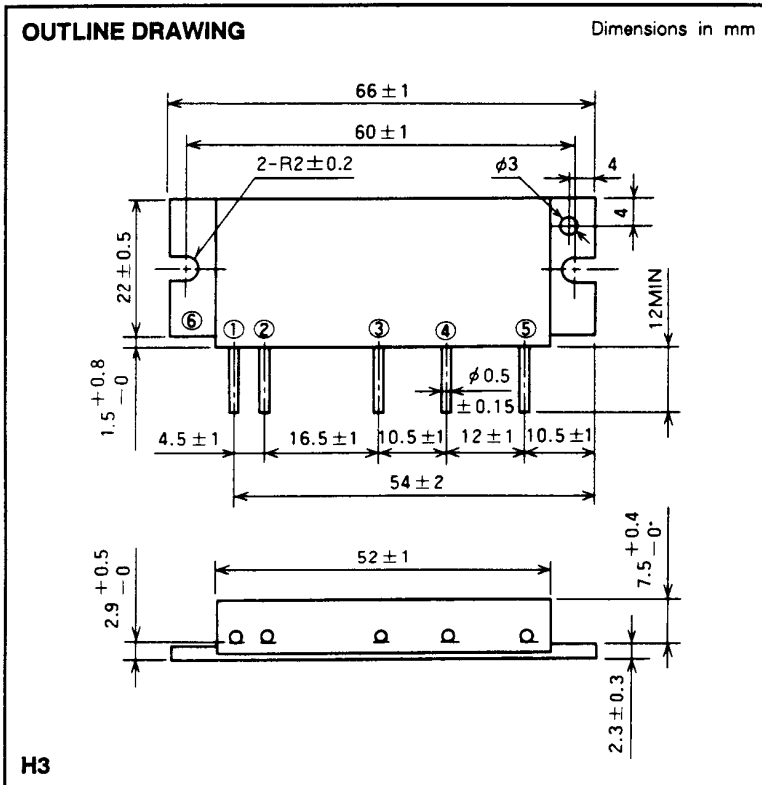 OUTLINE DRAWING
Dimensions in mm
66±1
60±1
2-R2±0.2
φ3
4
4
22±0.5
12MIN
⑥
① ② ③ ④ ⑤
φ0.5
±0.15
1.5 +0.8 −0
4.5±1
16.5±1
10.5±1
12±1
10.5±1
54±2
52±1
2.9 +0.5 −0
7.5 +0.4 −0
2.3±0.3
H3